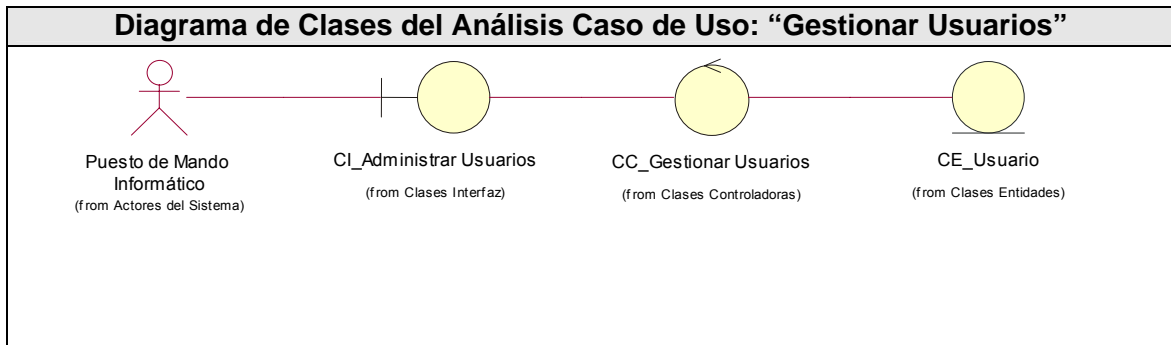 Diagrama de Clases del Análisis Caso de Uso: “Gestionar Usuarios”
Puesto de Mando
Informático
(from Actores del Sistema)
CI_Administrar Usuarios
(from Clases Interfaz)
CC_Gestionar Usuarios
(from Clases Controladoras)
CE_Usuario
(from Clases Entidades)